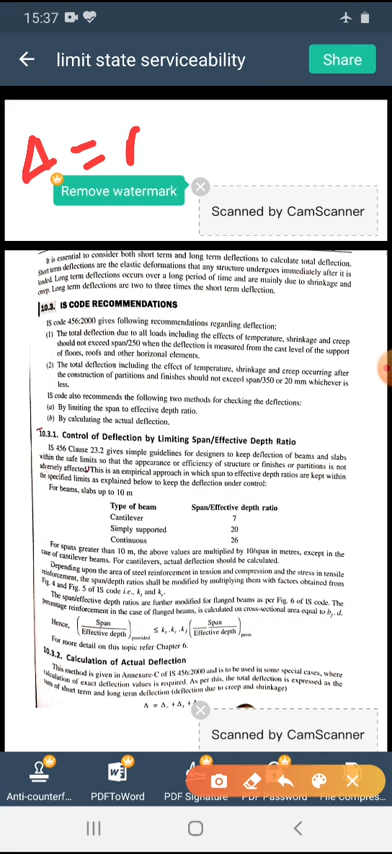 15:37
limit state serviceability
Share
Δ = 
Remove watermark
Scanned by CamScanner
It is essential to consider both short term and long term deflections to calculate total deflection.
Short term deflections are the elastic deformations that any structure undergoes immediately after it is
loaded. Long term deflections occurs over a long period of time and are mainly due to shrinkage and
creep. Long term deflections are two to three times the short term deflection.
10.3. IS CODE RECOMMENDATIONS
IS code 456:2000 gives following recommendations regarding deflection:
(1) The total deflection due to all loads including the effects of temperature, shrinkage and creep
should not exceed span/250 when the deflection is measured from the cast level of the support
of floors, roofs and other horizonal elements.
(2) The total deflection including the effect of temperature, shrinkage and creep occurring after
the construction of partitions and finishes should not exceed span/350 or 20 mm whichever is
less.
IS code also recommends the following two methods for checking the deflections:
(a) By limiting the span to effective depth ratio.
(b) By calculating the actual deflection.
10.3.1. Control of Deflection by Limiting Span/Effective Depth Ratio
IS 456 Clause 23.2 gives simple guidelines for designers to keep deflection of beams and slabs
within the safe limits so that the appearance or efficiency of structure or finishes or partitions is not
adversely affected. This is an empirical approach in which span to effective depth ratios are kept within
the specified limits as explained below to keep the deflection under control:
For beams, slabs up to 10 m
Type of beam Span/Effective depth ratio
Cantilever 7
Simply supported 20
Continuous 26
For spans greater than 10 m, the above values are multiplied by 10/span in metres, except in the
case of cantilever beams. For cantilevers, actual deflection should be calculated.
Depending upon the area of steel reinforcement in tension and compression and the stress in tensile
reinforcement, the span/depth ratios shall be modified by multiplying them with factors obtained from
Fig. 4 and Fig. 5 of IS code i.e., kt and kc.
The span/effective depth ratios are further modified for flanged beams as per Fig. 6 of IS code. The
percentage reinforcement in the case of flanged beams, is calculated on cross-sectional area equal to bf . d.
Hence, (Span / Effective depth)provided ≤ (Span / Effective depth)
For more detail on this topic refer Chapter 6.
10.3.2. Calculation of Actual Deflection
This method is given in Annexure-C of IS 456:2000 and is to be used in some special cases, where
calculation of exact deflection values is required. As per this, the total deflection is expressed as the
sum of short term and long term deflection (deflection due to creep and shrinkage)
Scanned by CamScanner
Anti-counterf... PDFToWord PDF Signature PDF Password File Compres...